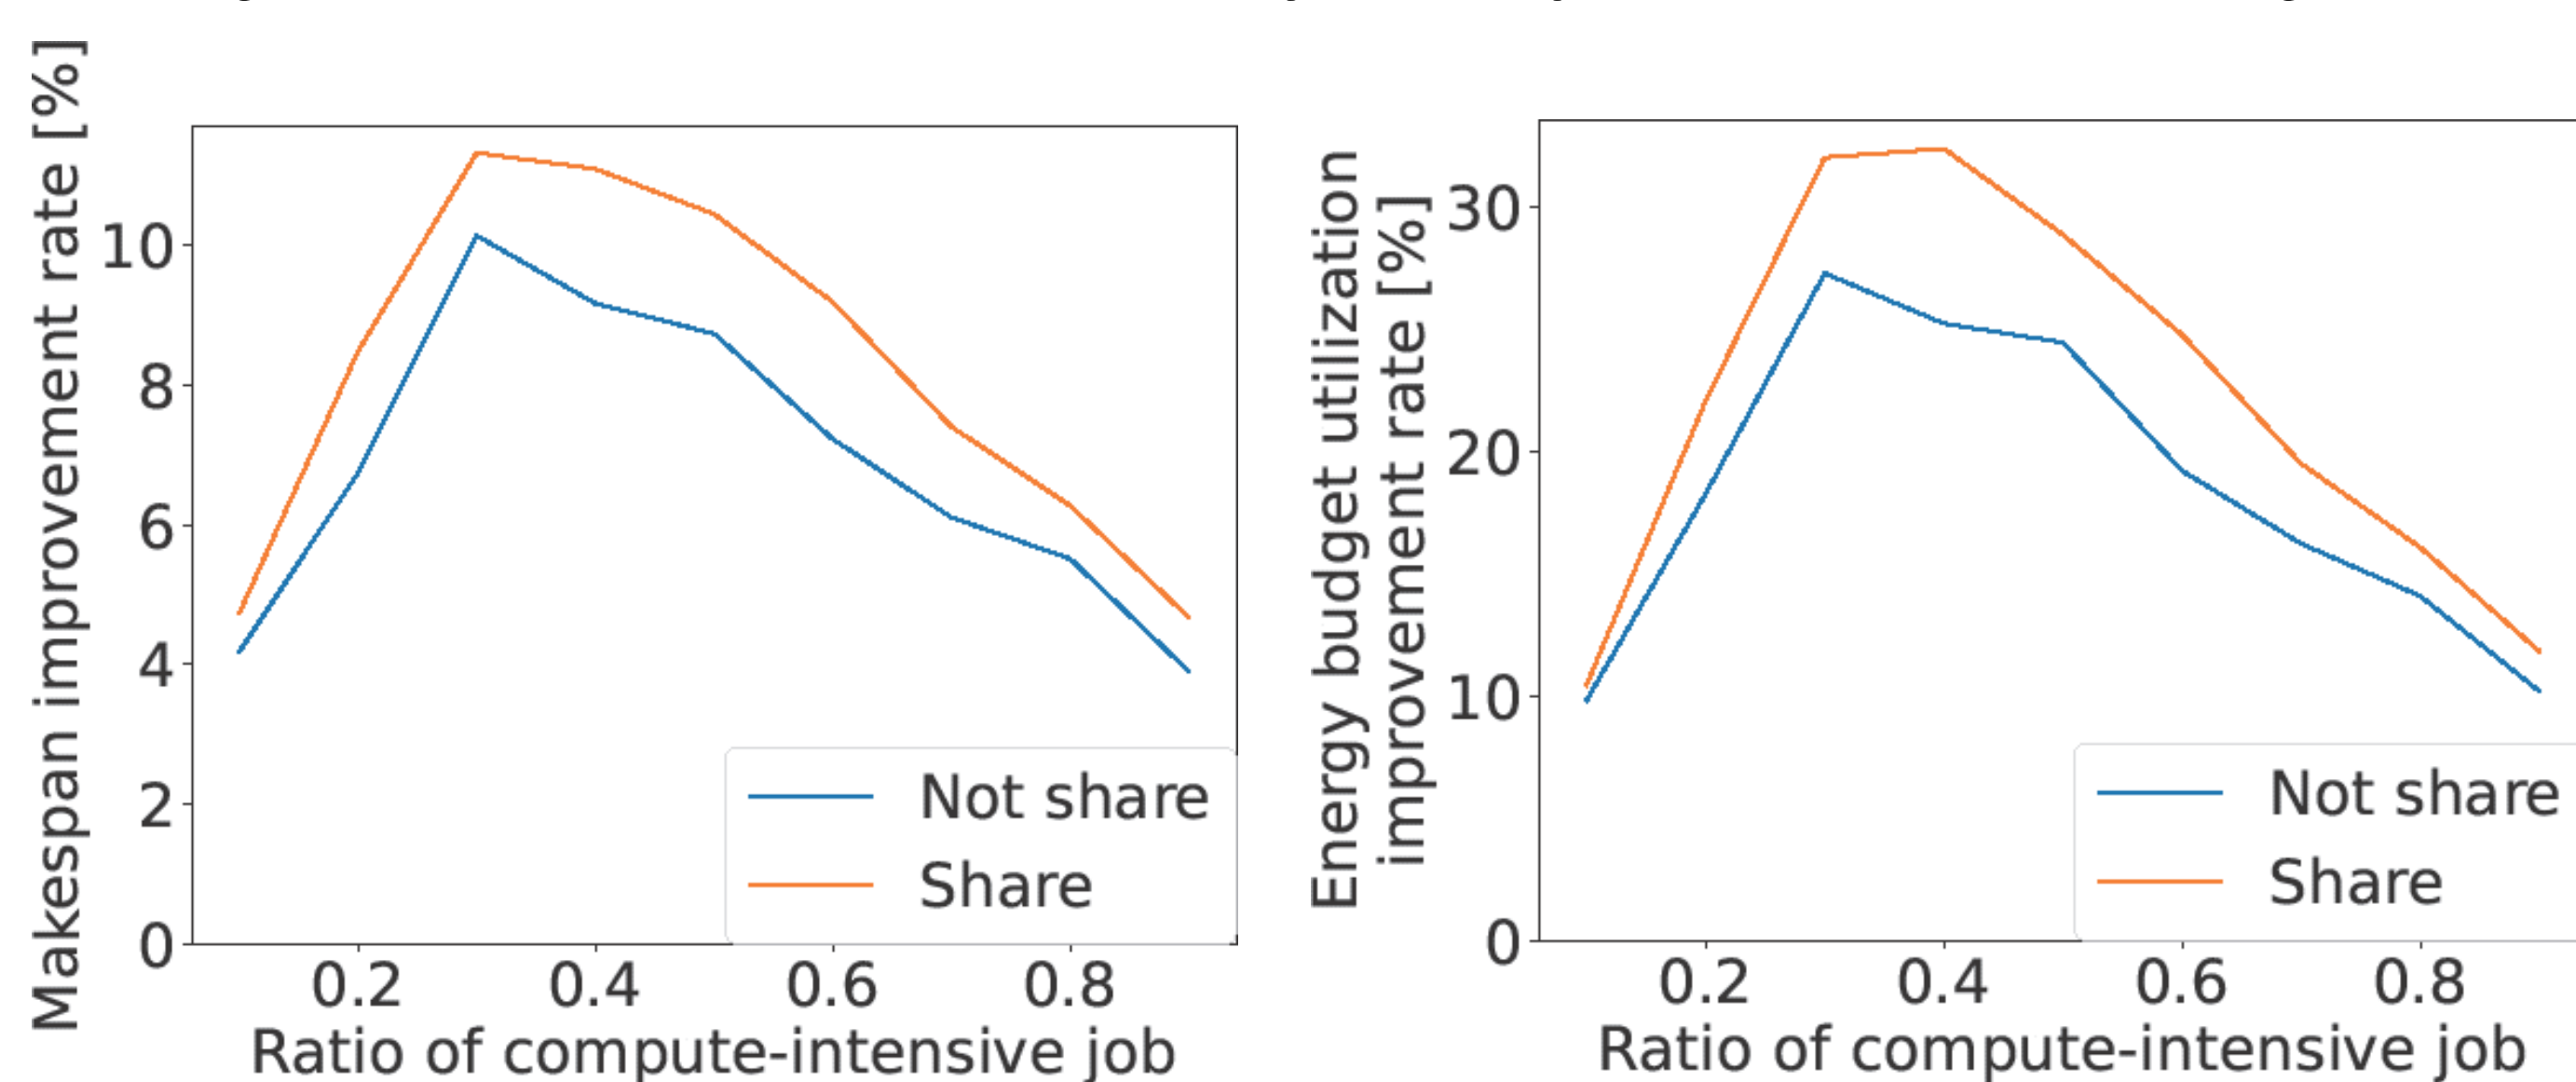 Makespan improvement rate [%]
10
8
6
4
2
0
0.2 0.4 0.6 0.8
Ratio of compute-intensive job
Not share
Share
Energy budget utilization
improvement rate [%]
30
20
10
0
0.2 0.4 0.6 0.8
Ratio of compute-intensive job
Not share
Share